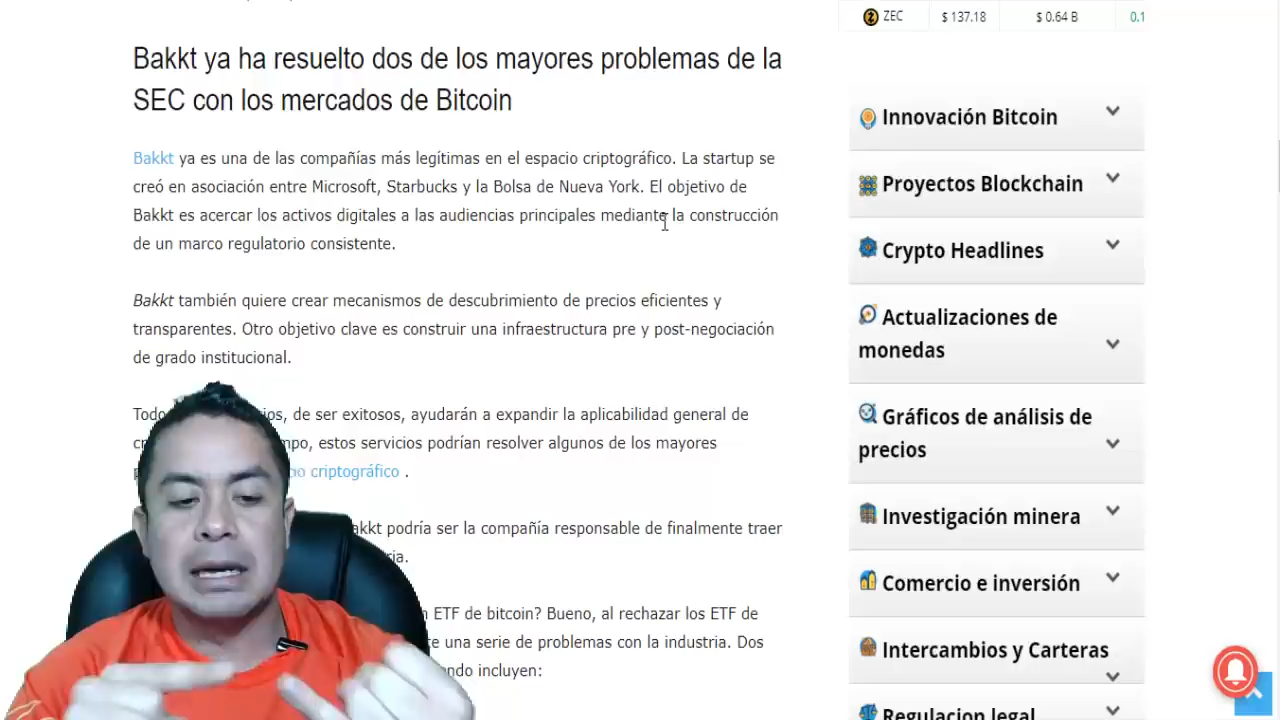 ZEC $ 137.18 $ 0.64 B 0.1
Bakkt ya ha resuelto dos de los mayores problemas de la
SEC con los mercados de Bitcoin
Bakkt ya es una de las compañías más legítimas en el espacio criptográfico. La startup se
creó en asociación entre Microsoft, Starbucks y la Bolsa de Nueva York. El objetivo de
Bakkt es acercar los activos digitales a las audiencias principales mediante la construcción
de un marco regulatorio consistente.
Bakkt también quiere crear mecanismos de descubrimiento de precios eficientes y
transparentes. Otro objetivo clave es construir una infraestructura pre y post-negociación
de grado institucional.
Todo ios, de ser exitosos, ayudarán a expandir la aplicabilidad general de
mpo, estos servicios podrían resolver algunos de los mayores
criptográfico .
akkt podría ser la compañía responsable de finalmente traer
ria.
ETF de bitcoin? Bueno, al rechazar los ETF de
te una serie de problemas con la industria. Dos
ndo incluyen:
Innovación Bitcoin
Proyectos Blockchain
Crypto Headlines
Actualizaciones de
monedas
Gráficos de análisis de
precios
Investigación minera
Comercio e inversión
Intercambios y Carteras
Regulacion legal